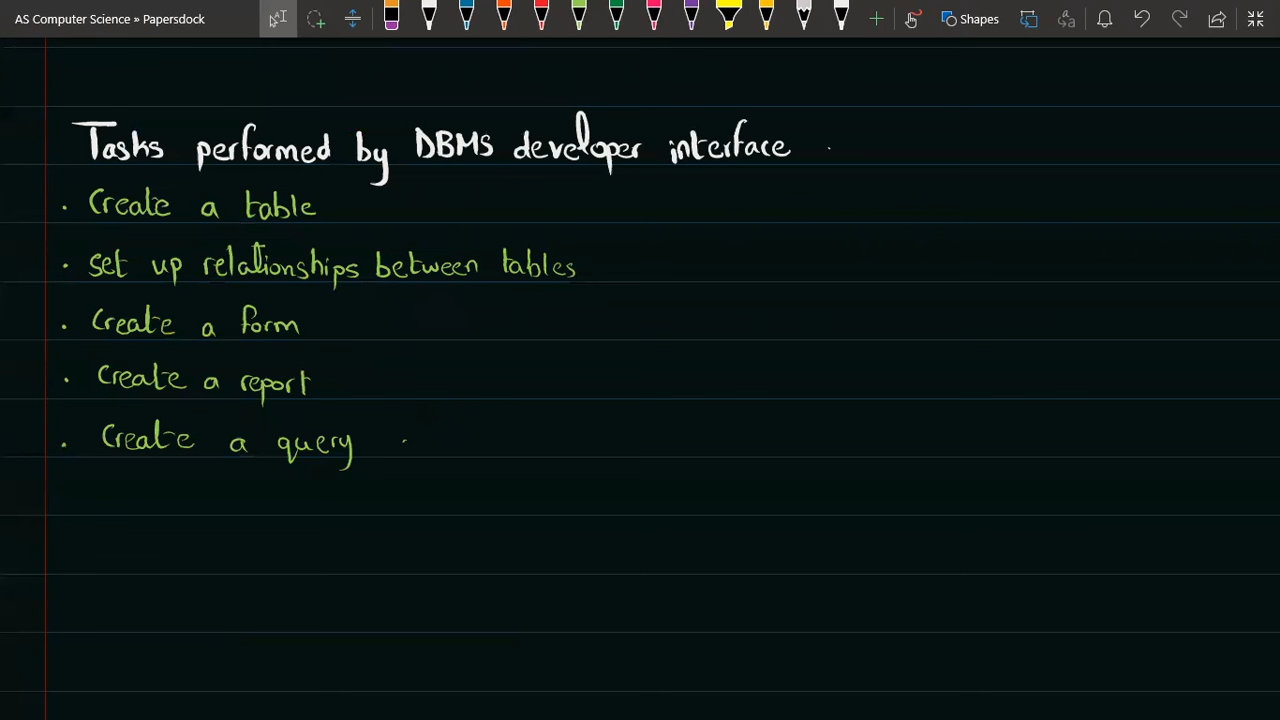 AS Computer Science » Papersdock
Shapes
Tasks performed by DBMS developer interface
. Create a table
. set up relationships between tables
. Create a form
. Create a report
. Create a query